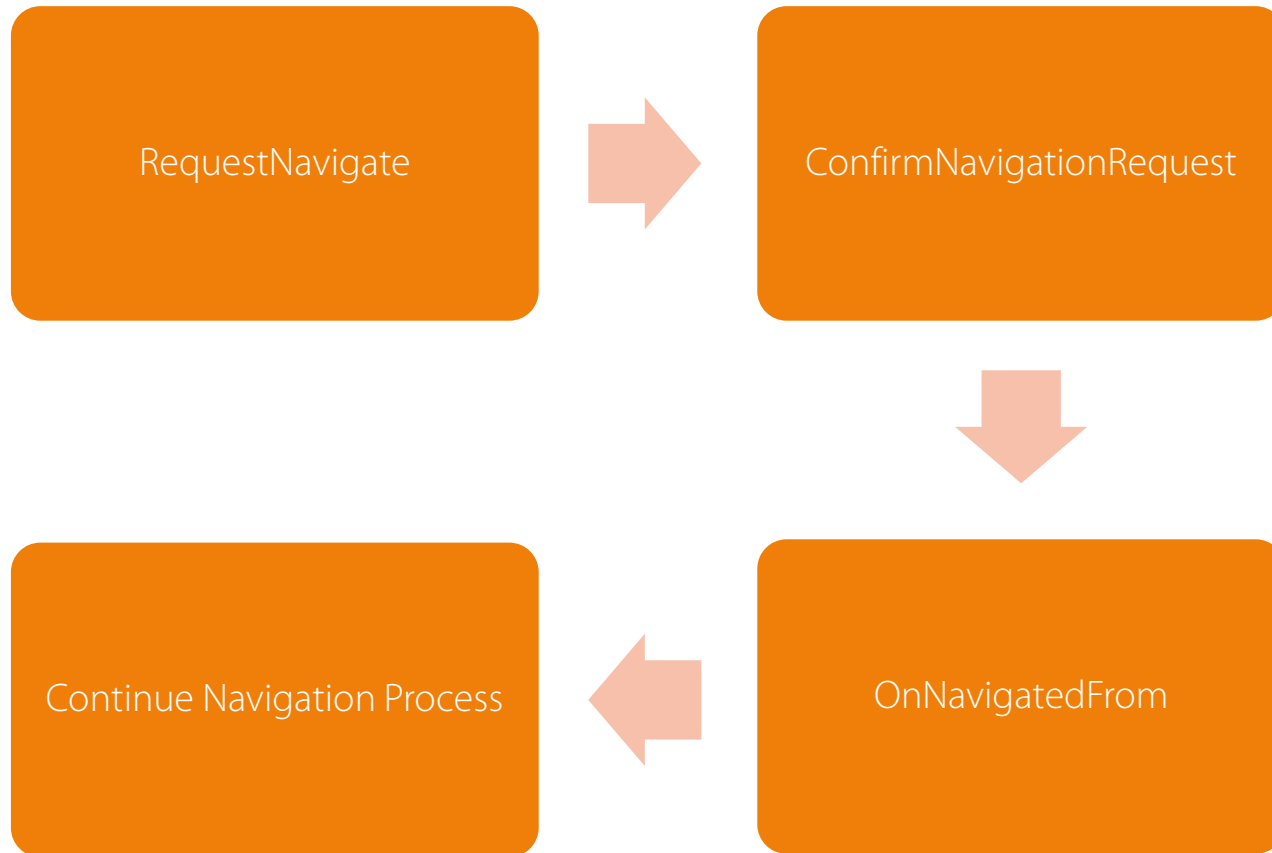 RequestNavigate
ConfirmNavigationRequest
OnNavigatedFrom
Continue Navigation Process